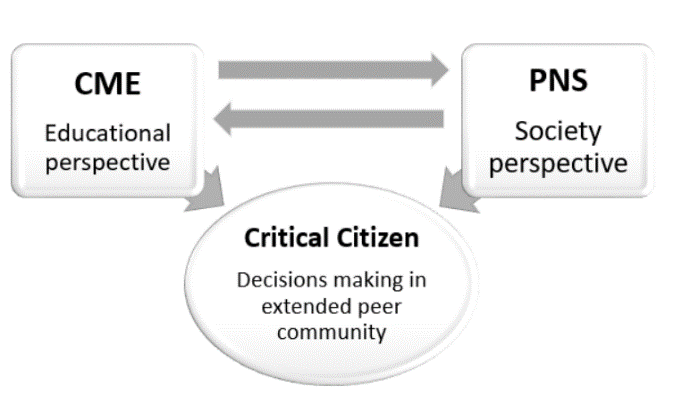 CME
Educational
perspective
PNS
Society
perspective
Critical Citizen
Decisions making in
extended peer
community